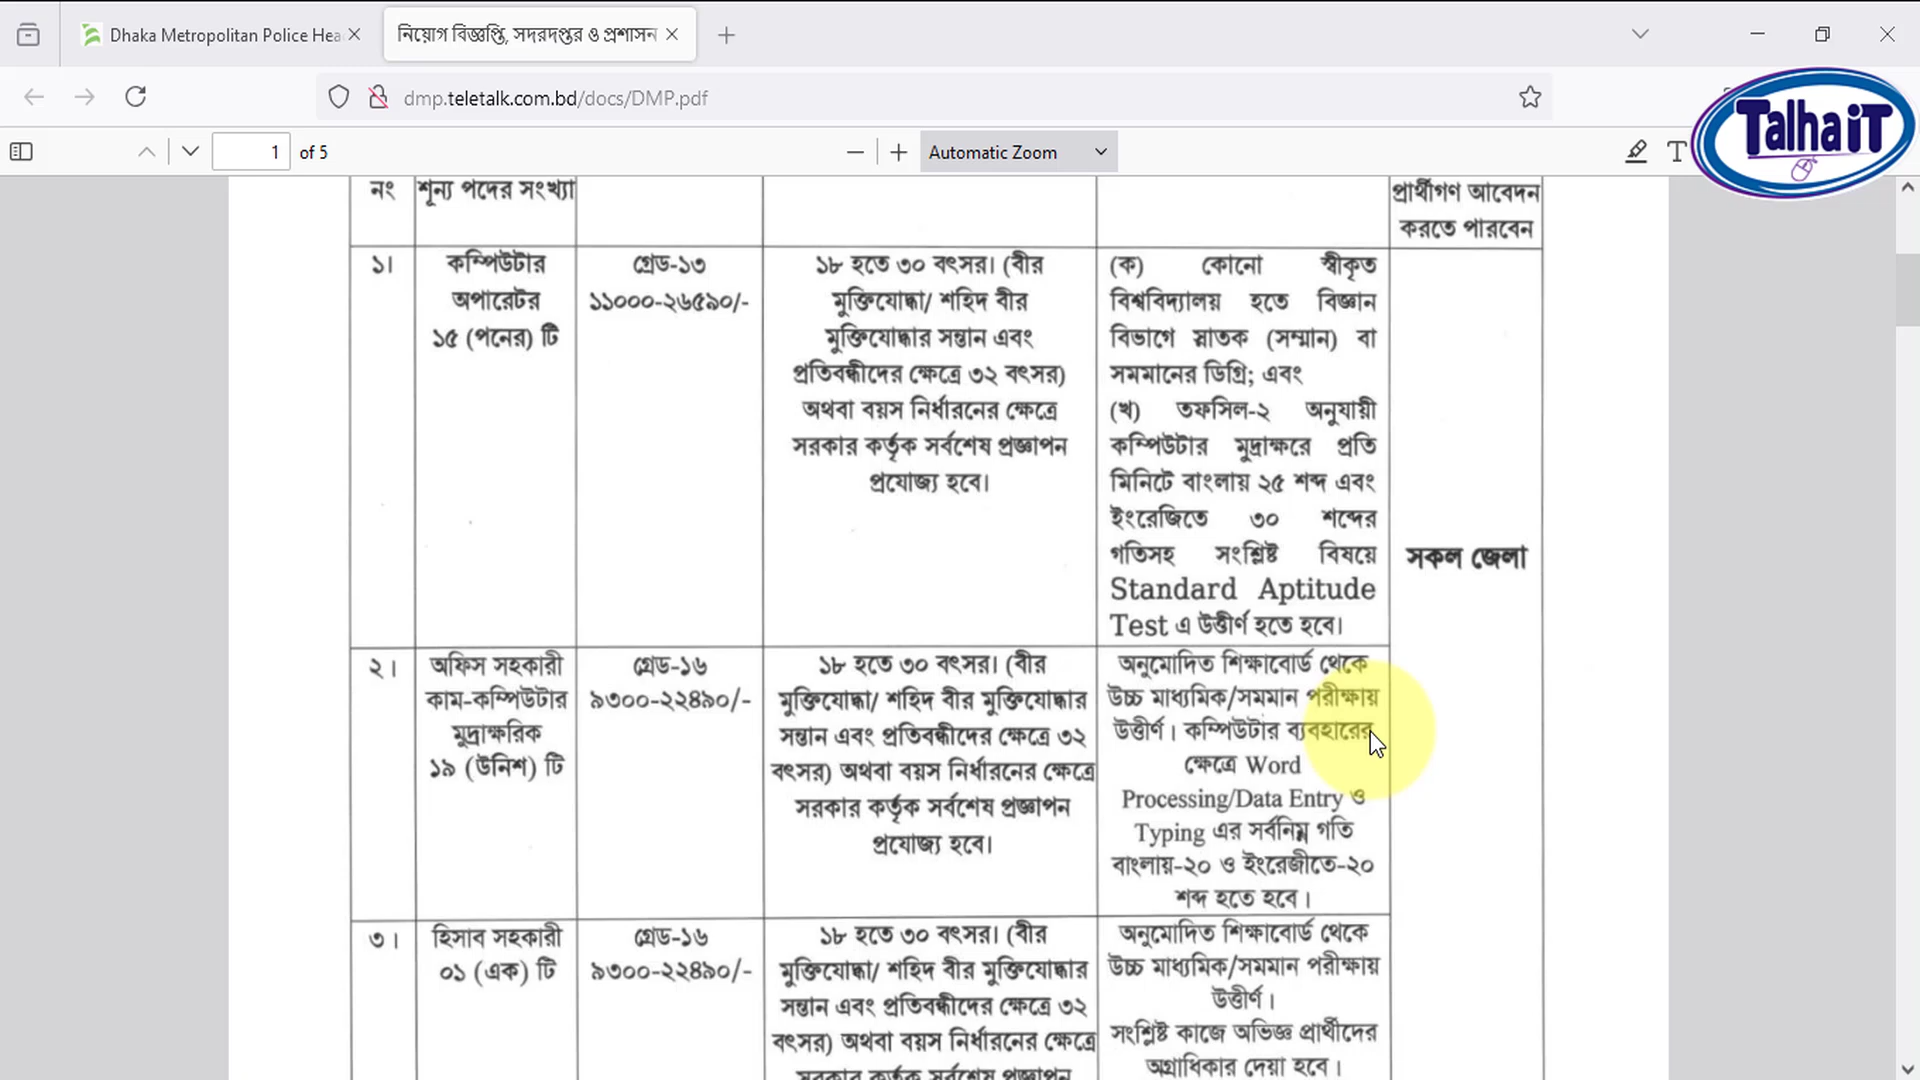 Dhaka Metropolitan Police Hea
নিয়োগ বিজ্ঞপ্তি, সদরদপ্তর ও প্রশাসন
dmp.teletalk.com.bd/docs/DMP.pdf
Talha iT
1 of 5
Automatic Zoom
নং
শূন্য পদের সংখ্যা
প্রার্থীগণ আবেদন
করতে পারবেন
১।
কম্পিউটার
অপারেটর
১৫ (পনের) টি
গ্রেড-১৩
১১০০০-২৬৫৯০/-
১৮ হতে ৩০ বৎসর। (বীর
মুক্তিযোদ্ধা/ শহিদ বীর
মুক্তিযোদ্ধার সন্তান এবং
প্রতিবন্ধীদের ক্ষেত্রে ৩২ বৎসর)
অথবা বয়স নির্ধারনের ক্ষেত্রে
সরকার কর্তৃক সর্বশেষ প্রজ্ঞাপন
প্রযোজ্য হবে।
(ক) কোনো স্বীকৃত
বিশ্ববিদ্যালয় হতে বিজ্ঞান
বিভাগে স্নাতক (সম্মান) বা
সমমানের ডিগ্রি; এবং
(খ) তফসিল-২ অনুযায়ী
কম্পিউটার মুদ্রাক্ষরে প্রতি
মিনিটে বাংলায় ২৫ শব্দ এবং
ইংরেজিতে ৩০ শব্দের
গতিসহ সংশ্লিষ্ট বিষয়ে
Standard Aptitude
Test এ উত্তীর্ণ হতে হবে।
সকল জেলা
২।
অফিস সহকারী
কাম-কম্পিউটার
মুদ্রাক্ষরিক
১৯ (উনিশ) টি
গ্রেড-১৬
৯৩০০-২২৪৯০/-
১৮ হতে ৩০ বৎসর। (বীর
মুক্তিযোদ্ধা/ শহিদ বীর মুক্তিযোদ্ধার
সন্তান এবং প্রতিবন্ধীদের ক্ষেত্রে ৩২
বৎসর) অথবা বয়স নির্ধারনের ক্ষেত্রে
সরকার কর্তৃক সর্বশেষ প্রজ্ঞাপন
প্রযোজ্য হবে।
অনুমোদিত শিক্ষাবোর্ড থেকে
উচ্চ মাধ্যমিক/সমমান পরীক্ষায়
উত্তীর্ণ। কম্পিউটার ব্যবহারের
ক্ষেত্রে Word
Processing/Data Entry ও
Typing এর সর্বনিম্ন গতি
বাংলায়-২০ ও ইংরেজীতে-২০
শব্দ হতে হবে।
৩।
হিসাব সহকারী
০১ (এক) টি
গ্রেড-১৬
৯৩০০-২২৪৯০/-
১৮ হতে ৩০ বৎসর। (বীর
মুক্তিযোদ্ধা/ শহিদ বীর মুক্তিযোদ্ধার
সন্তান এবং প্রতিবন্ধীদের ক্ষেত্রে ৩২
বৎসর) অথবা বয়স নির্ধারনের ক্ষেত্রে
সরকার কর্তৃক সর্বশেষ প্রজ্ঞাপন
অনুমোদিত শিক্ষাবোর্ড থেকে
উচ্চ মাধ্যমিক/সমমান পরীক্ষায়
উত্তীর্ণ।
সংশ্লিষ্ট কাজে অভিজ্ঞ প্রার্থীদের
অগ্রাধিকার দেয়া হবে।